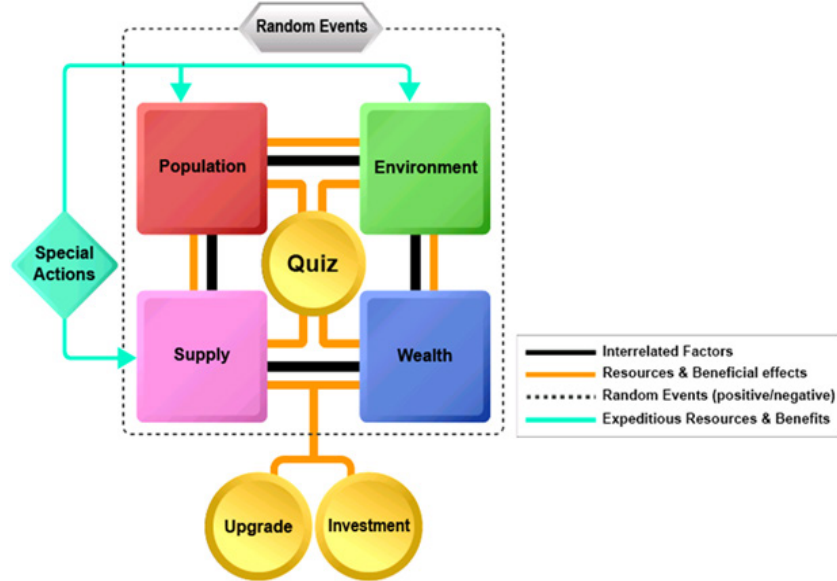 Random Events
Population
Environment
Special
Actions
Quiz
Supply
Wealth
Interrelated Factors
Resources & Beneficial effects
Random Events (positive/negative)
Expeditious Resources & Benefits
Upgrade
Investment